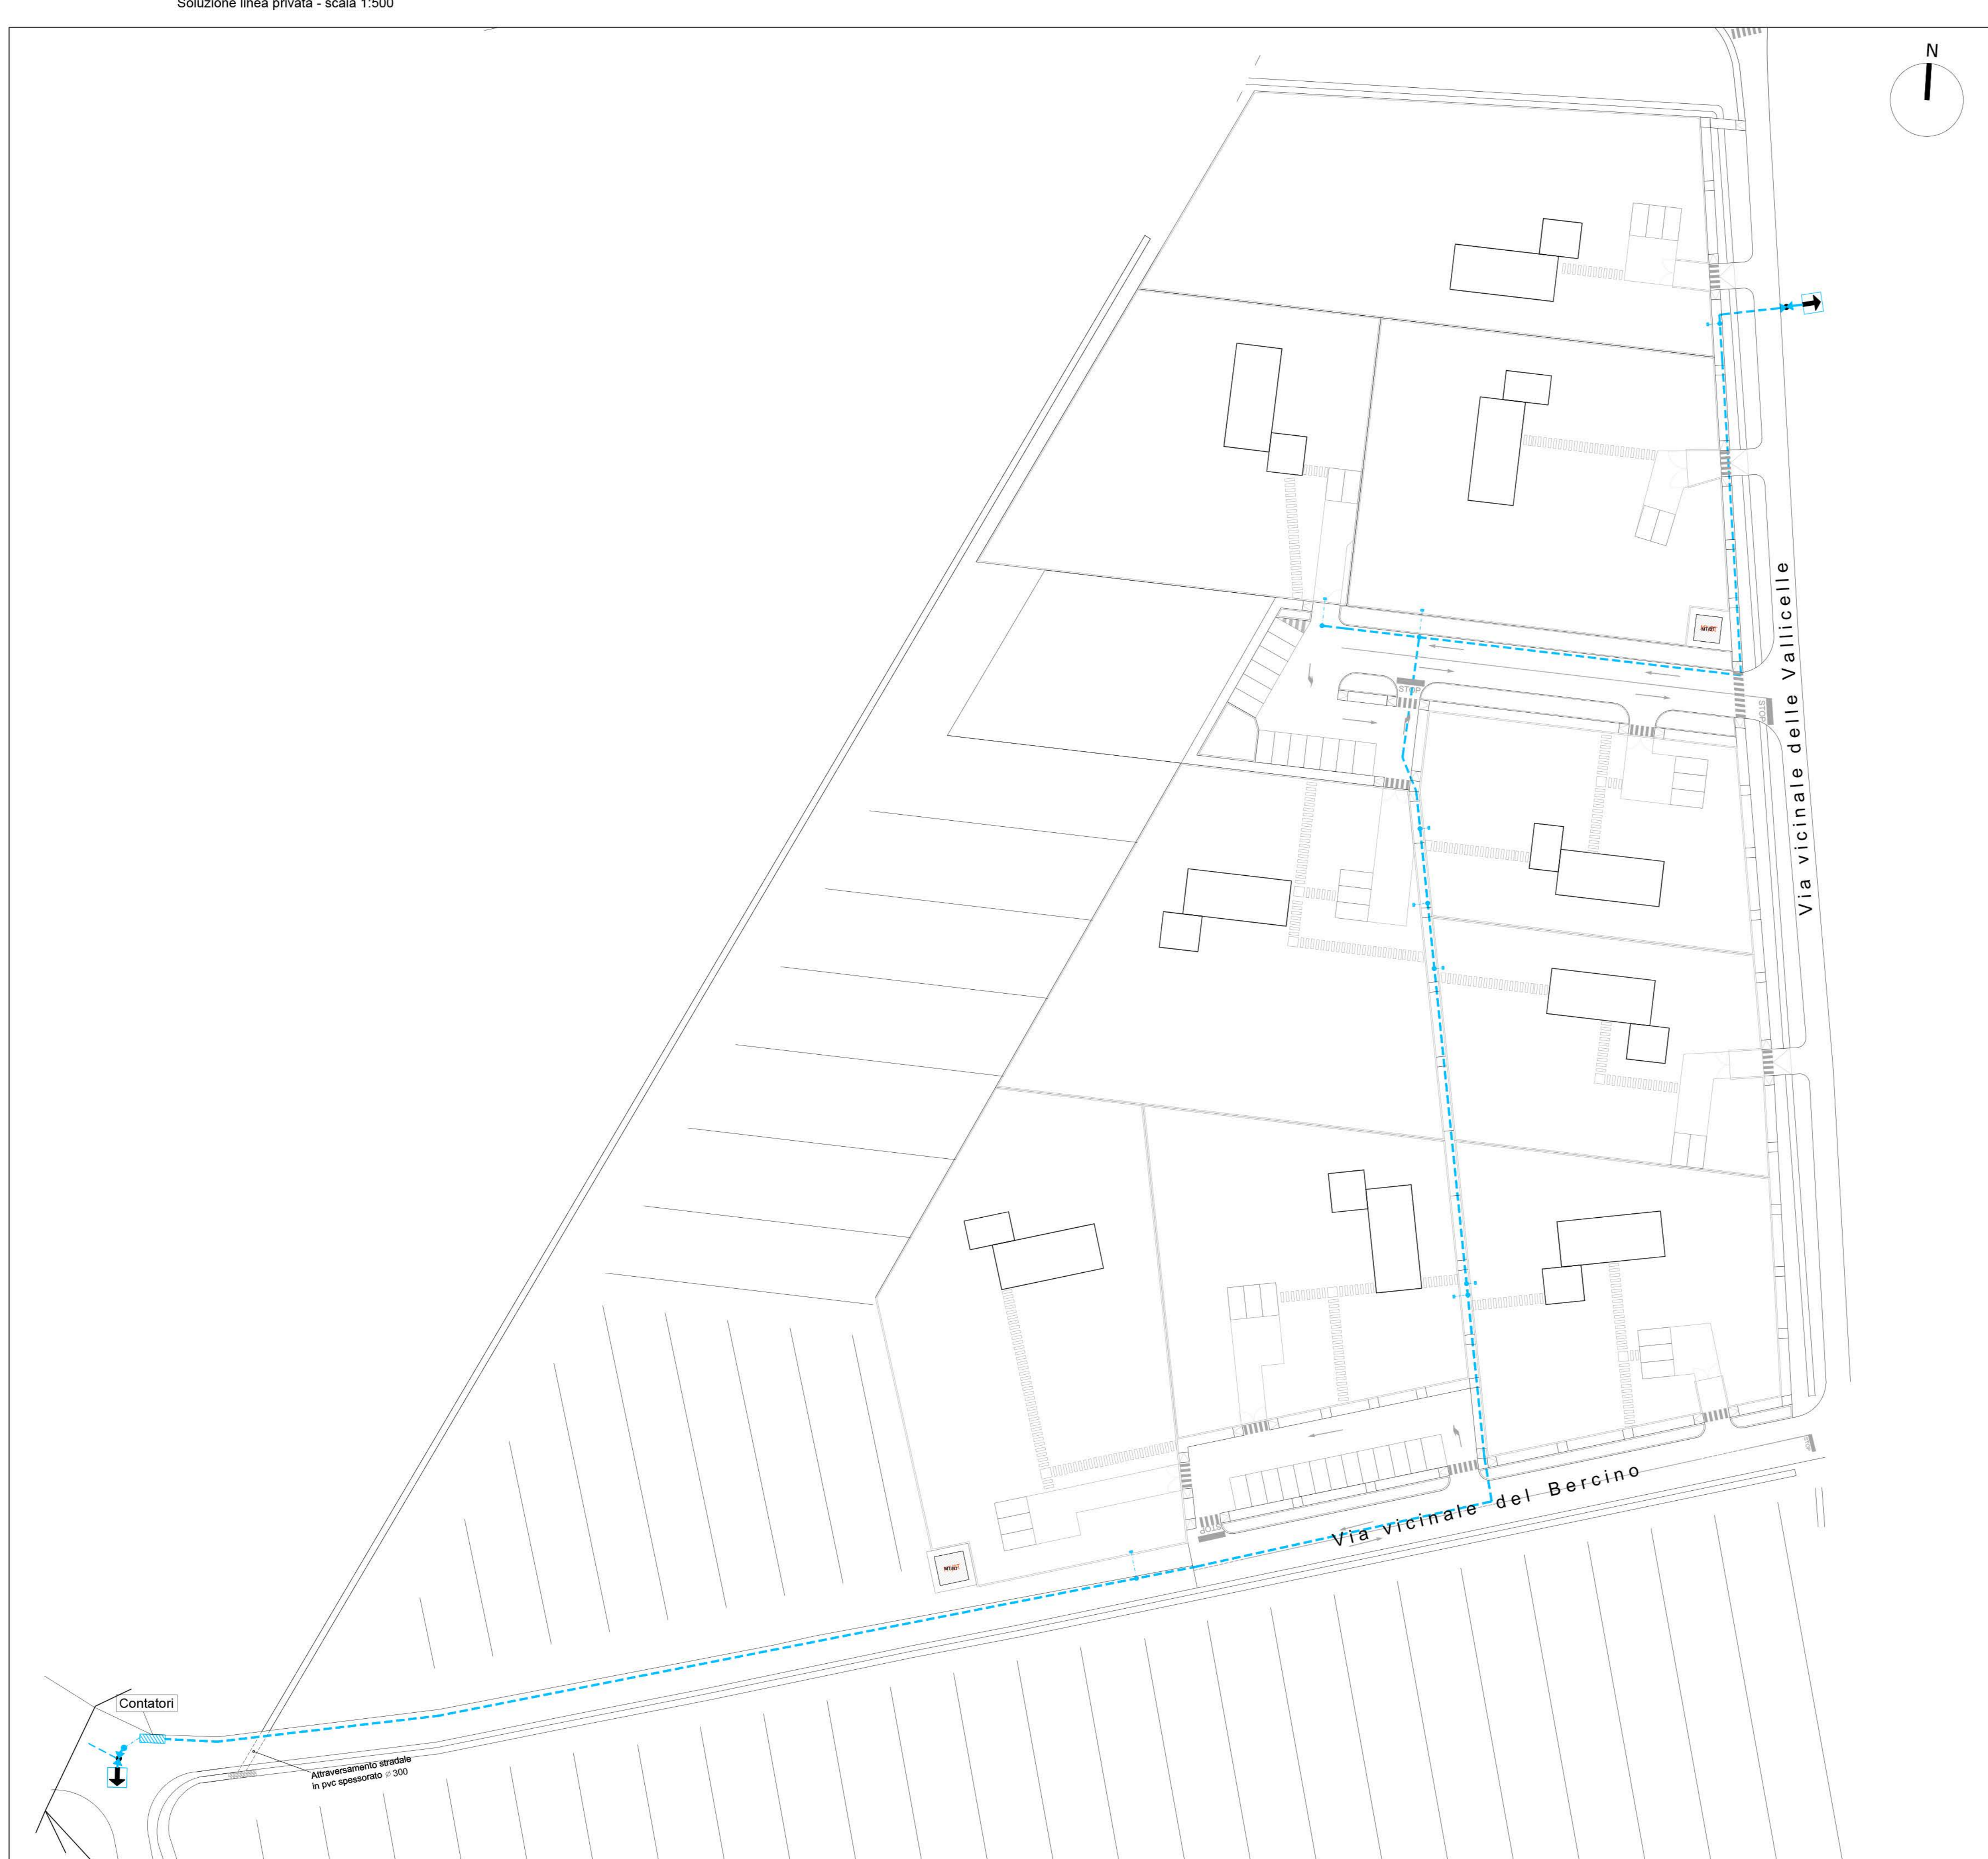 Soluzione linea privata - scala 1:500
N
Via vicinale delle Vallicelle
STOP
STOP
STOP
STOP
Via vicinale del Bercino
Contatori
Attraversamento stradale
in pvc spessorato ∅ 300